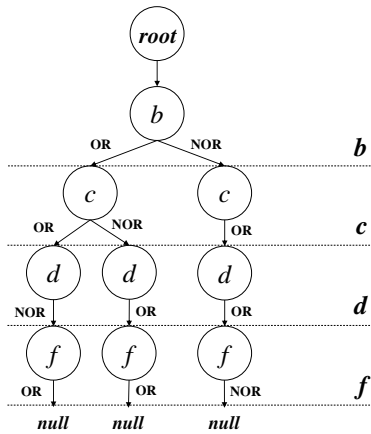 root
b
OR NOR
b
c c
OR NOR OR
c
d d d
NOR OR OR
d
f f f
OR OR NOR
f
null null null